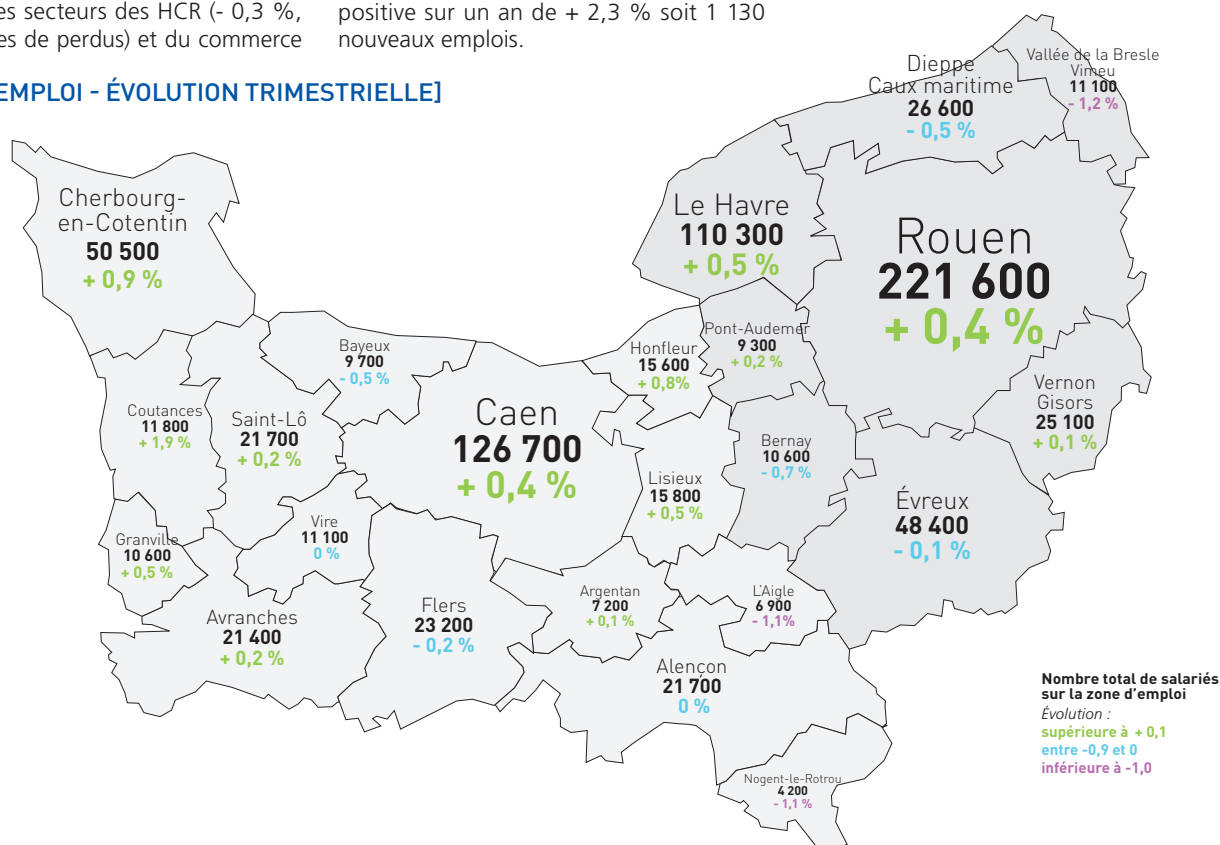 es secteurs des HCR (- 0,3 %,
es de perdus) et du commerce
positive sur un an de + 2,3 % soit 1 130
nouveaux emplois.
EMPLOI - ÉVOLUTION TRIMESTRIELLE]
Dieppe
Caux maritime
26 600
- 0,5 %
Vallée de la Bresle
Vimeu
11 100
- 1,2 %
Cherbourg-
en-Cotentin
50 500
+ 0,9 %
Le Havre
110 300
+ 0,5 %
Rouen
221 600
+ 0,4 %
Bayeux
9 700
- 0,5 %
Honfleur
15 600
+ 0,8%
Pont-Audemer
9 300
+ 0,2 %
Vernon
Gisors
25 100
+ 0,1 %
Coutances
11 800
+ 1,9 %
Saint-Lô
21 700
+ 0,2 %
Caen
126 700
+ 0,4 %
Lisieux
15 800
+ 0,5 %
Bernay
10 600
- 0,7 %
Évreux
48 400
- 0,1 %
Granville
10 600
+ 0,5 %
Vire
11 100
0 %
Avranches
21 400
+ 0,2 %
Flers
23 200
- 0,2 %
Argentan
7 200
+ 0,1 %
L'Aigle
6 900
- 1,1%
Alençon
21 700
0 %
Nogent-le-Rotrou
4 200
- 1,1 %
Nombre total de salariés
sur la zone d'emploi
Évolution :
supérieure à + 0,1
entre -0,9 et 0
inférieure à -1,0